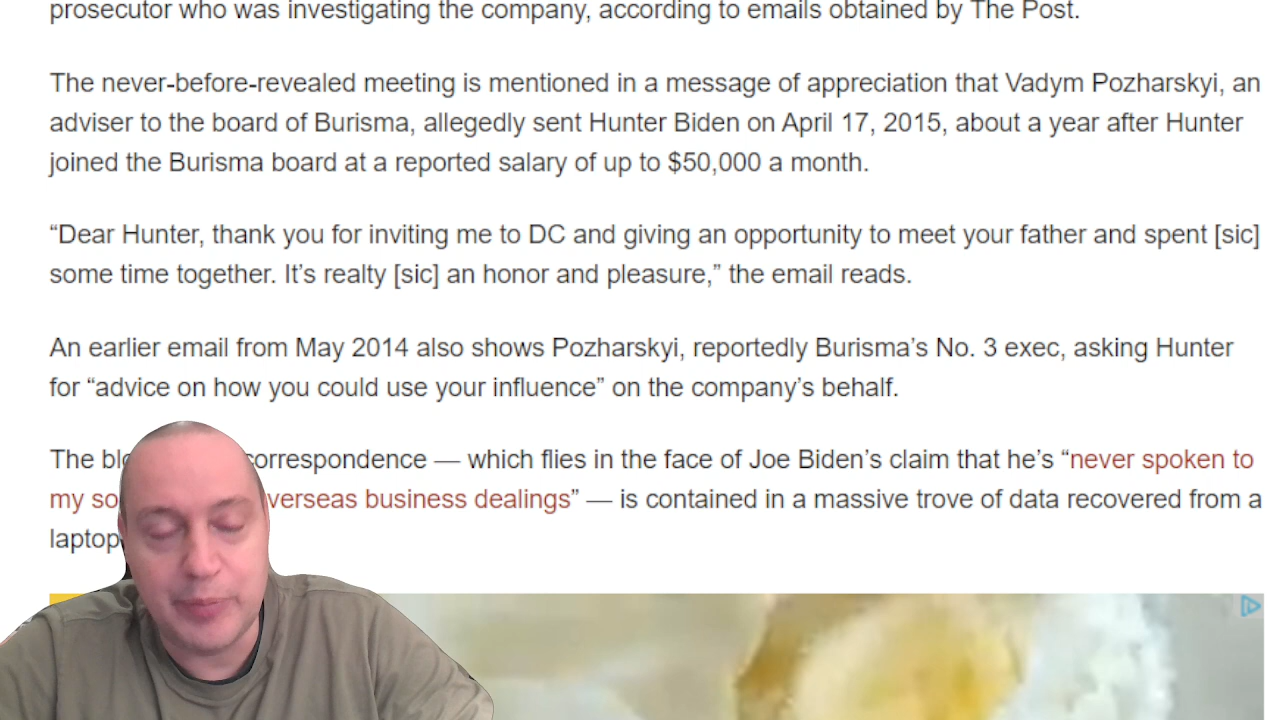 prosecutor who was investigating the company, according to emails obtained by The Post.
The never-before-revealed meeting is mentioned in a message of appreciation that Vadym Pozharskyi, an
adviser to the board of Burisma, allegedly sent Hunter Biden on April 17, 2015, about a year after Hunter
joined the Burisma board at a reported salary of up to $50,000 a month.
“Dear Hunter, thank you for inviting me to DC and giving an opportunity to meet your father and spent [sic]
some time together. It’s realty [sic] an honor and pleasure,” the email reads.
An earlier email from May 2014 also shows Pozharskyi, reportedly Burisma’s No. 3 exec, asking Hunter
for “advice on how you could use your influence” on the company’s behalf.
The correspondence — which flies in the face of Joe Biden’s claim that he’s “never spoken to
my business dealings” — is contained in a massive trove of data recovered from a
laptop